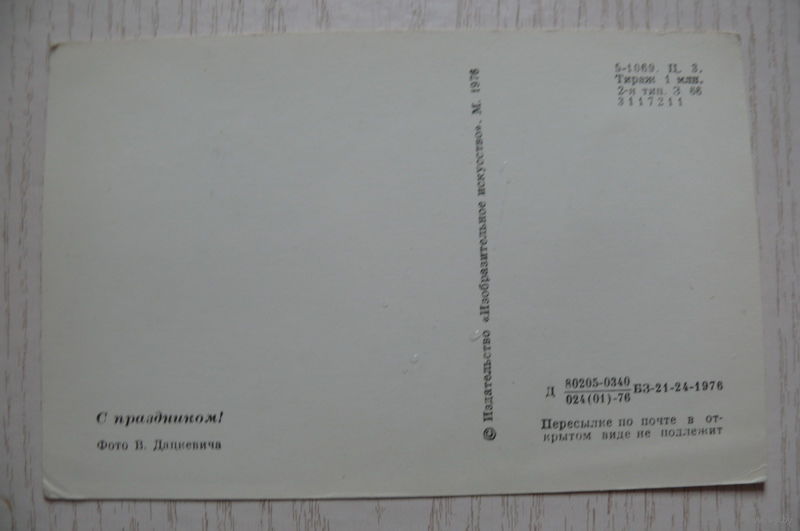 5-1069. Ц. 3.
Тираж 1 млн.
2-я тип. З 66
3117211
© Издательство «Изобразительное искусство». М. 1976
С праздником!
Фото В. Дацкевича
Д 80205-0340
024(01)-76 БЗ-21-24-1976
Пересылке по почте в от-
крытом виде не подлежит